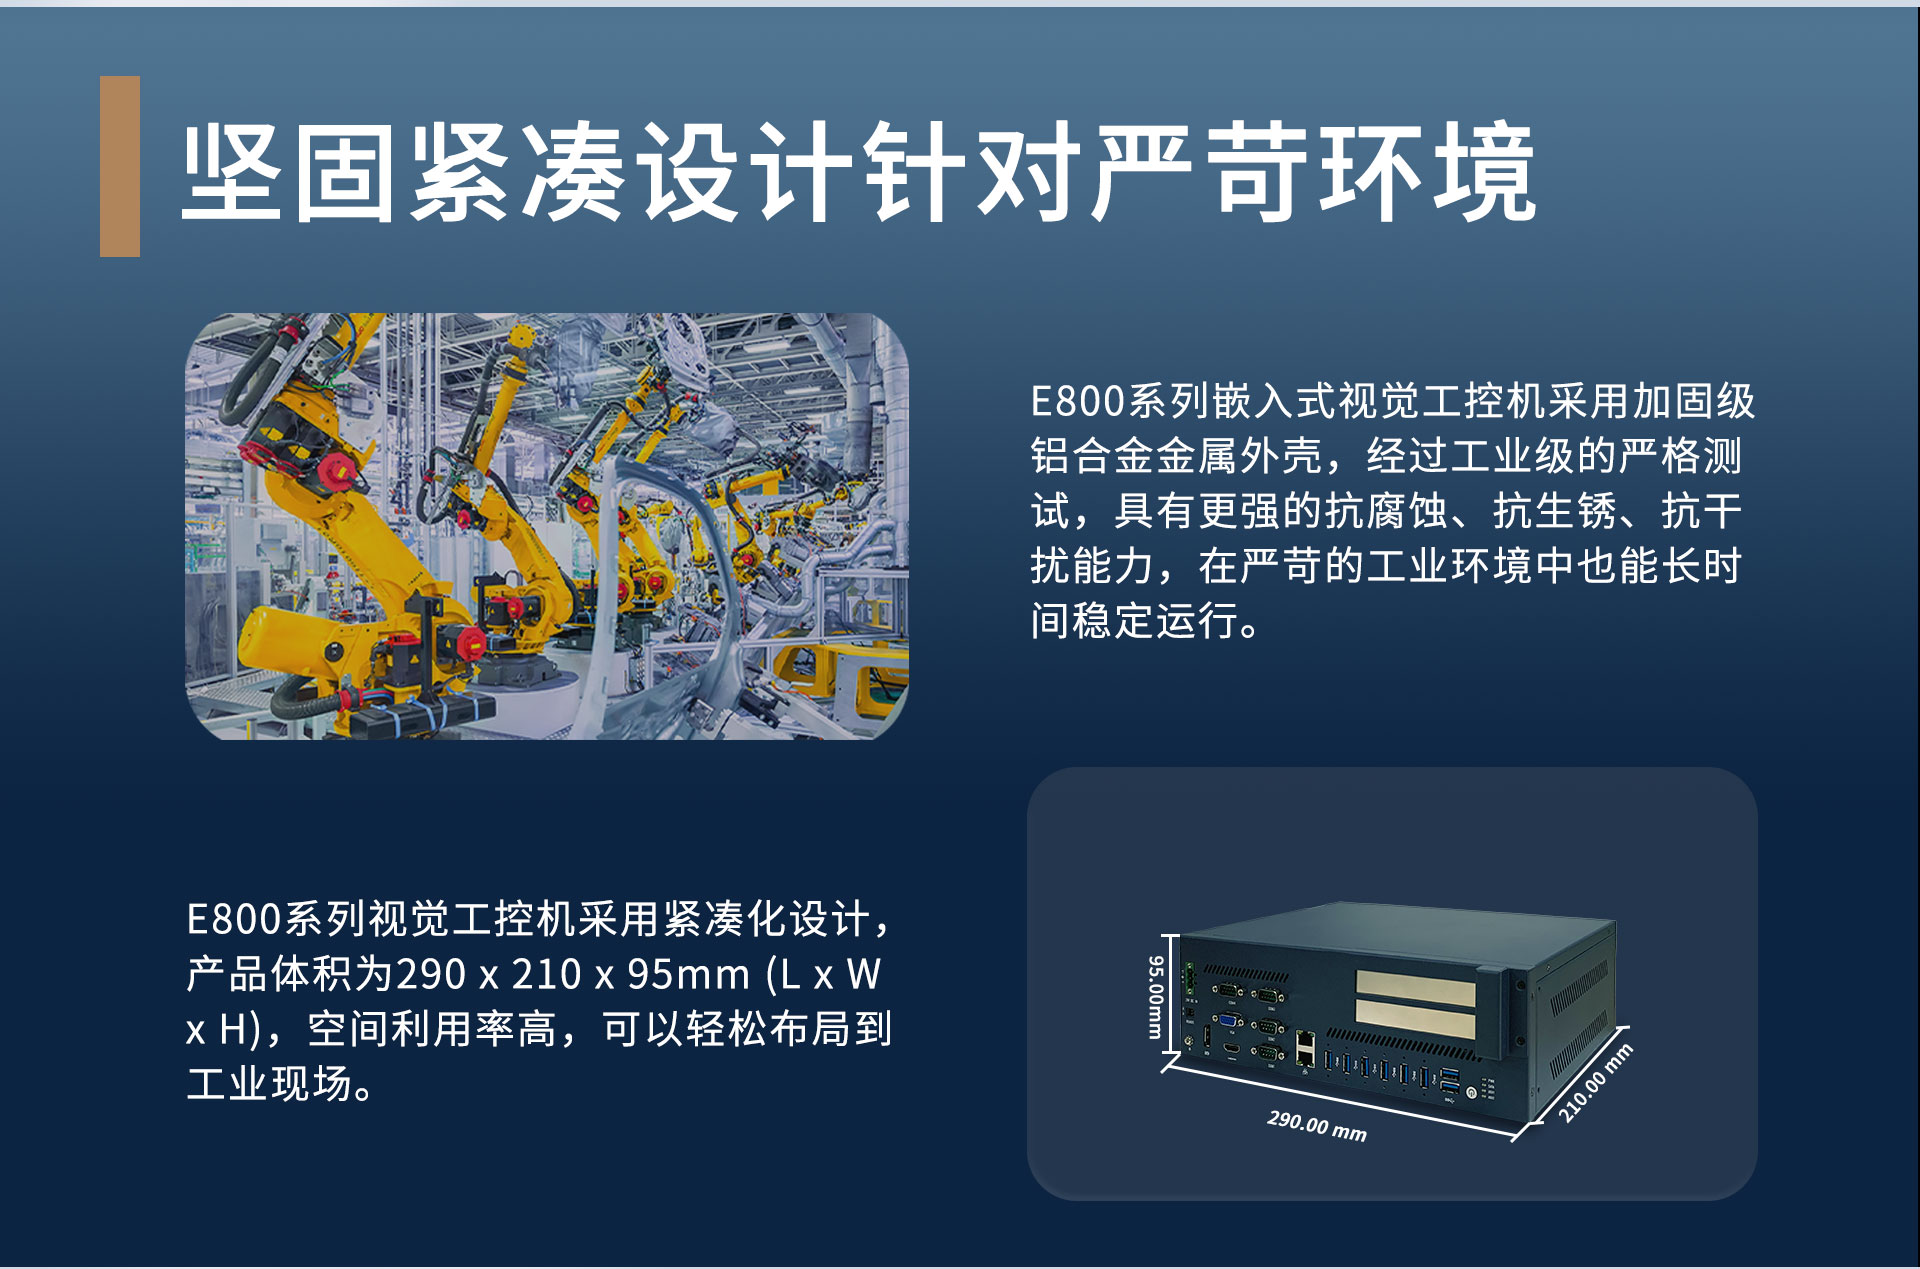 坚固紧凑设计针对严苛环境
E800系列嵌入式视觉工控机采用加固级
铝合金金属外壳，经过工业级的严格测
试，具有更强的抗腐蚀、抗生锈、抗干
扰能力，在严苛的工业环境中也能长时
间稳定运行。
E800系列视觉工控机采用紧凑化设计，
产品体积为290 x 210 x 95mm (L x W
x H)，空间利用率高，可以轻松布局到
工业现场。
95.00mm
290.00 mm
210.00 mm